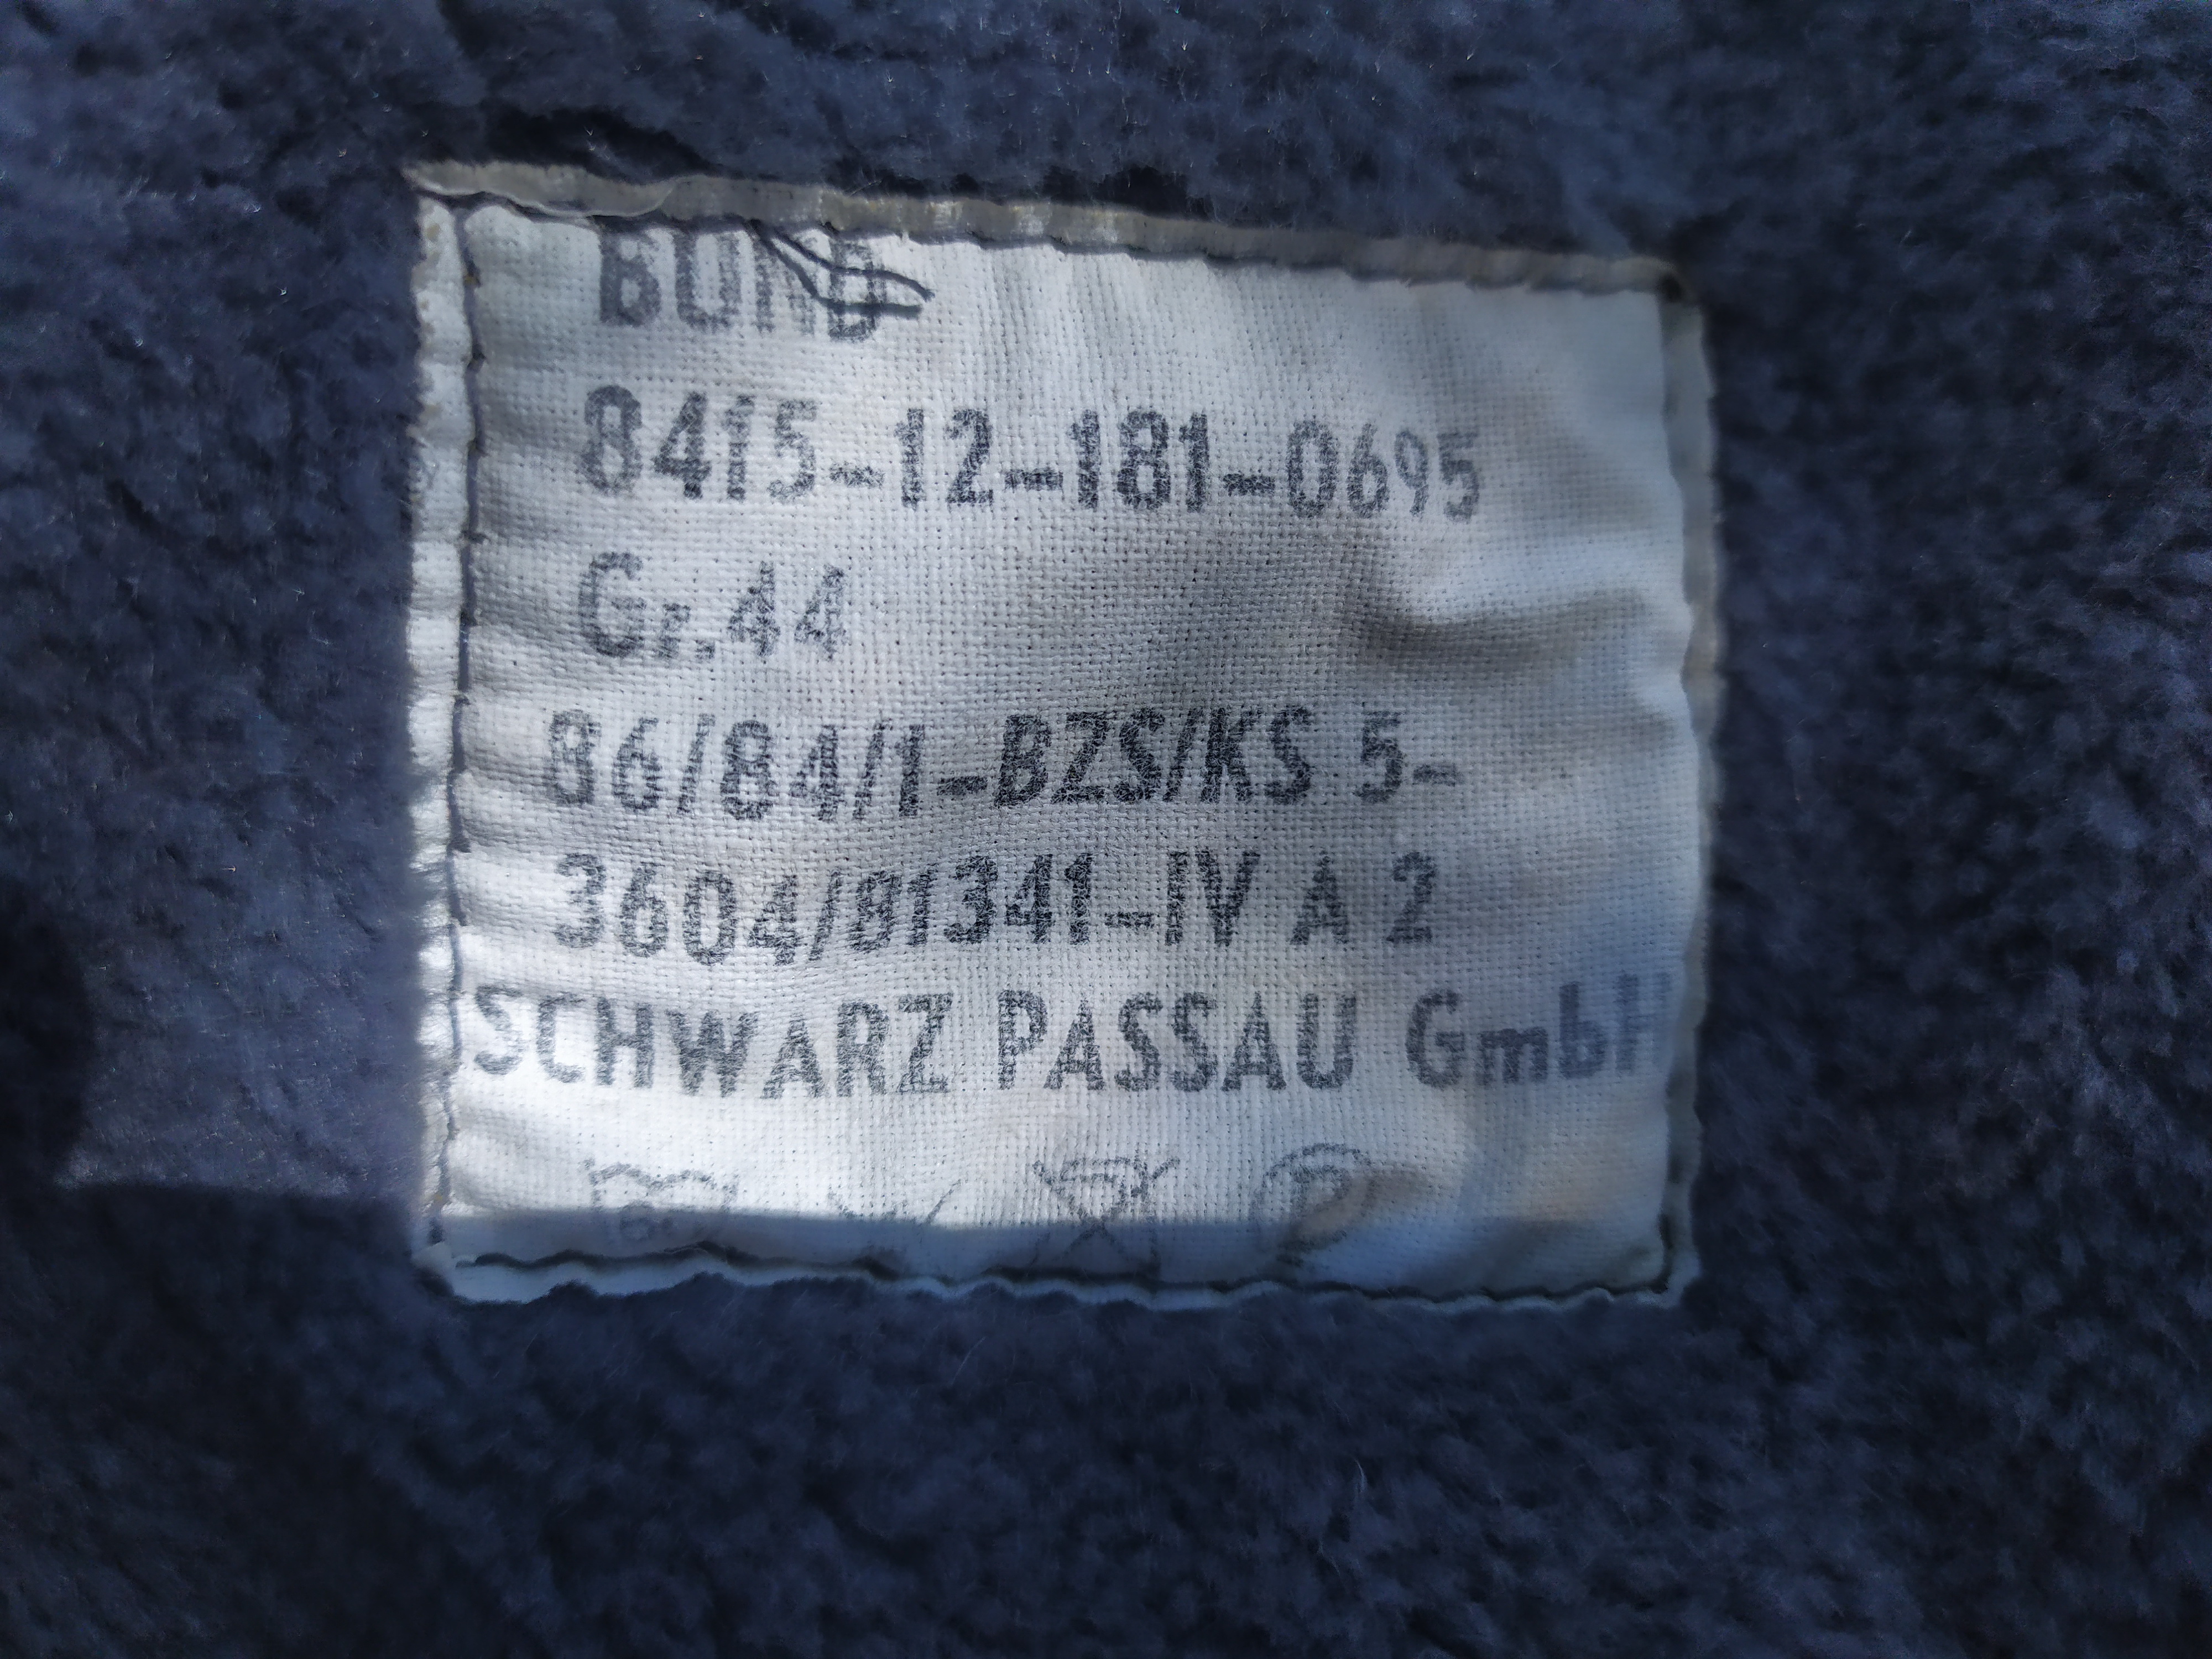 BUND
8415-12-181-0695
Gr. 44
86/84/1-BZS/KS 5-
3604/81341-IV A 2
SCHWARZ PASSAU GmbH
P